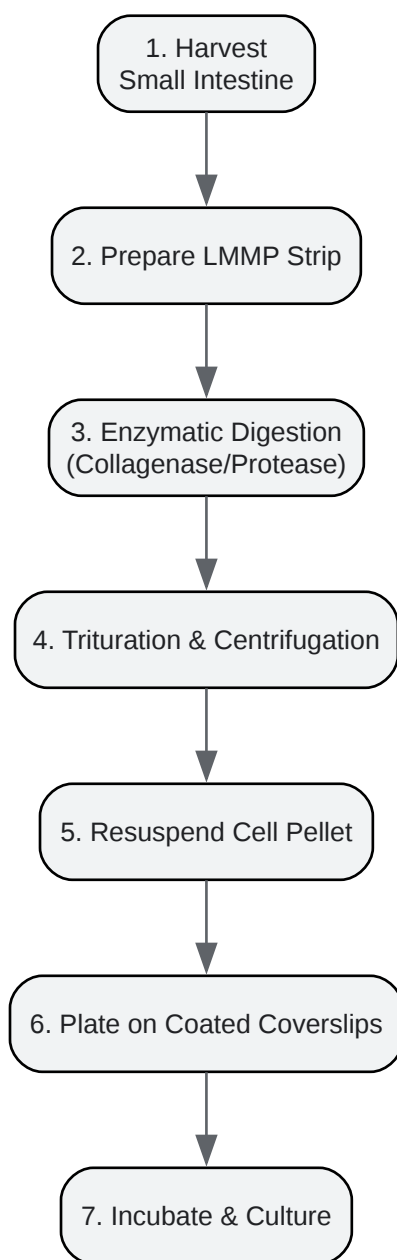 1. Harvest
Small Intestine
2. Prepare LMMP Strip
3. Enzymatic Digestion
(Collagenase/Protease)
4. Trituration & Centrifugation
5. Resuspend Cell Pellet
6. Plate on Coated Coverslips
7. Incubate & Culture